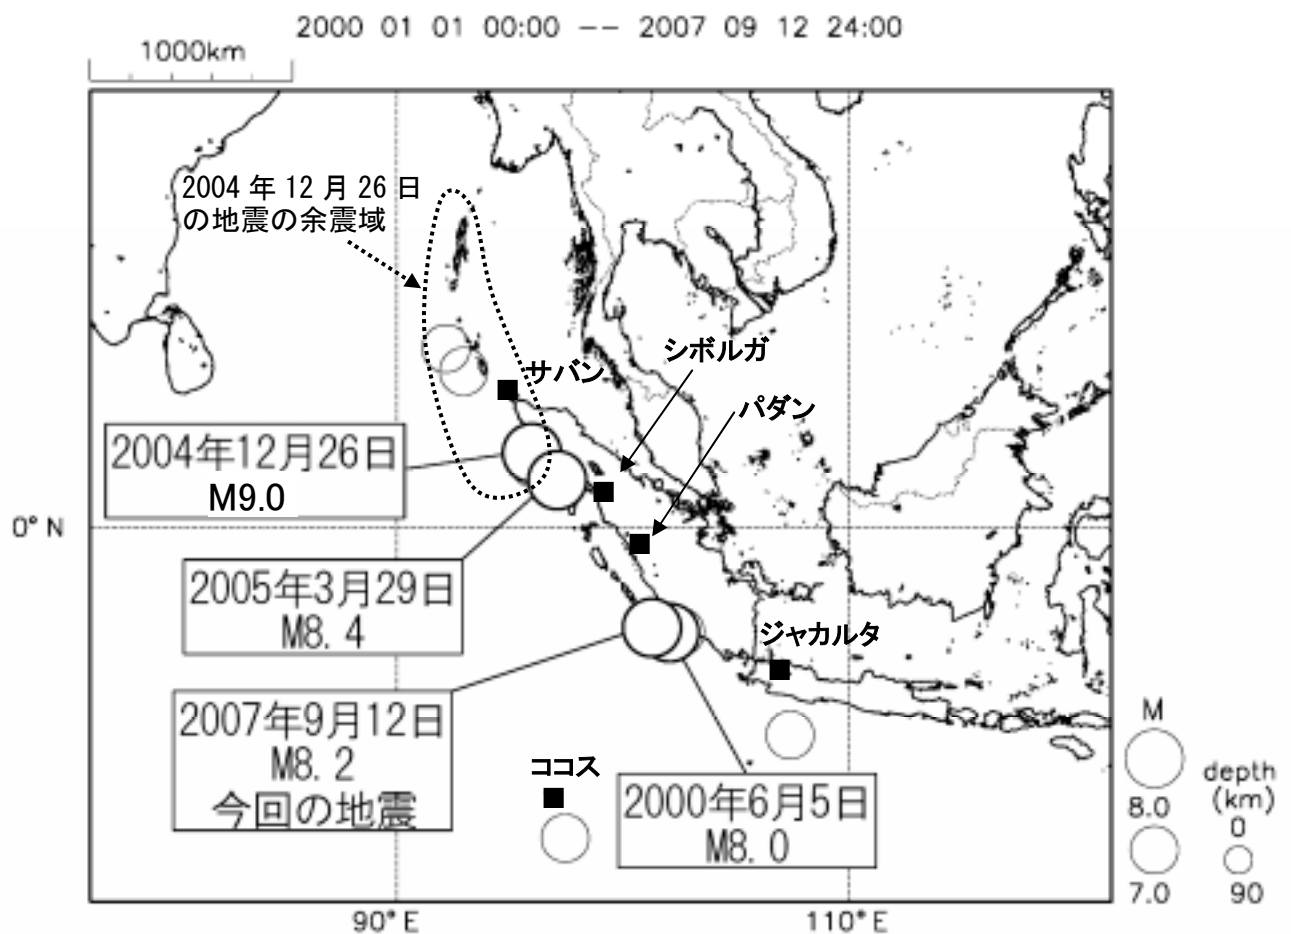 2000 01 01 00:00 -- 2007 09 12 24:00
1000km
2004 年 12 月 26 日
の地震の余震域
シボルガ
サバン
パダン
2004年12月26日
M9.0
0°N
2005年3月29日
M8.4
ジャカルタ
2007年9月12日
M8.2
今回の地震
ココス
2000年6月5日
M8.0
M
8.0
7.0
depth
(km)
0
90
90°E
110°E